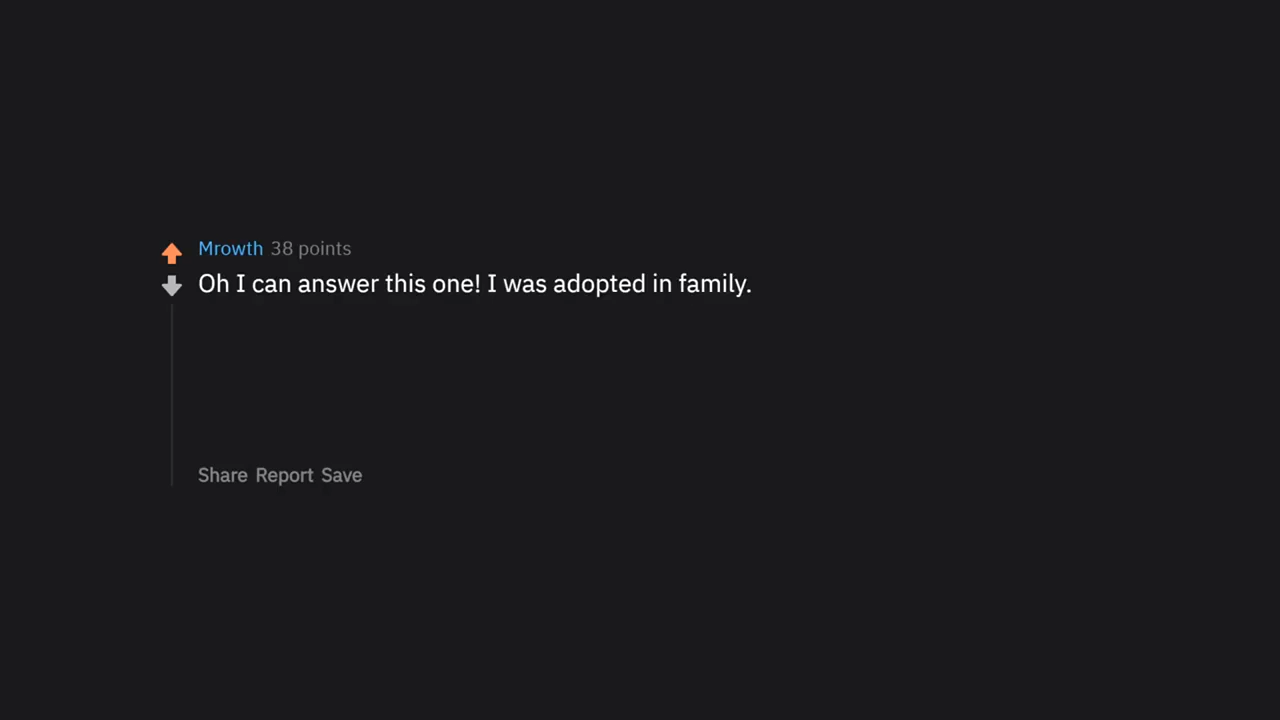 Mrowth 38 points
Oh I can answer this one! I was adopted in family.
Share Report Save